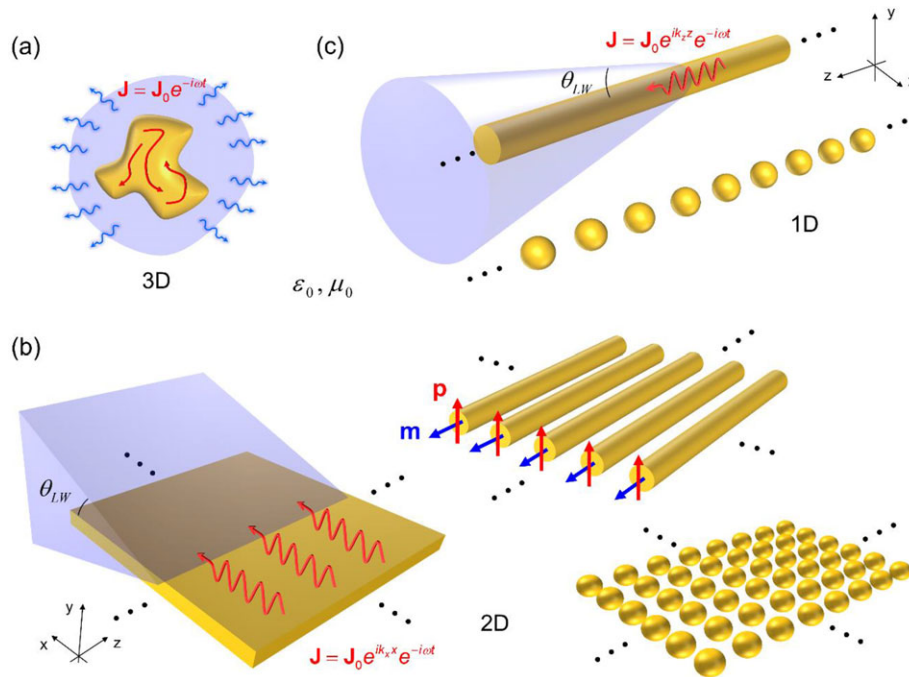 (a)
J = J₀e^{-iωt}
3D
(c)
J = J₀e^{ik_z z}e^{-iωt}
θ_{LW}
1D
y
z
ε₀, μ₀
(b)
θ_{LW}
y
x
z
J = J₀e^{ik_x x}e^{-iωt}
p
m
2D